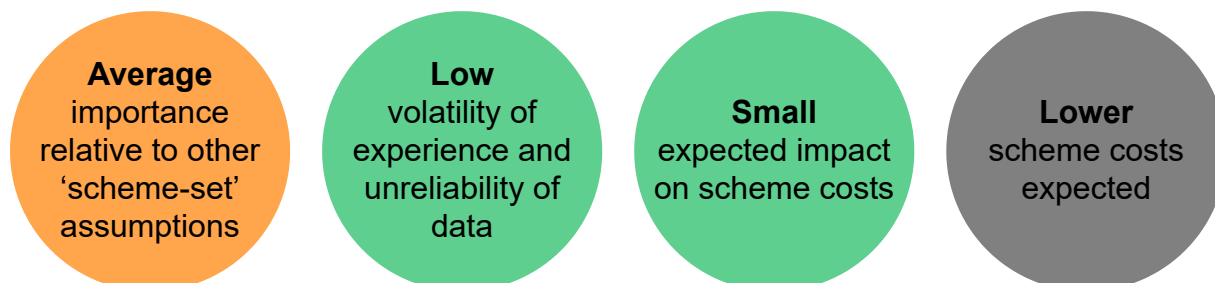 Average
importance
relative to other
‘scheme-set’
assumptions
Low
volatility of
experience and
unreliability of
data
Small
expected impact
on scheme costs
Lower
scheme costs
expected